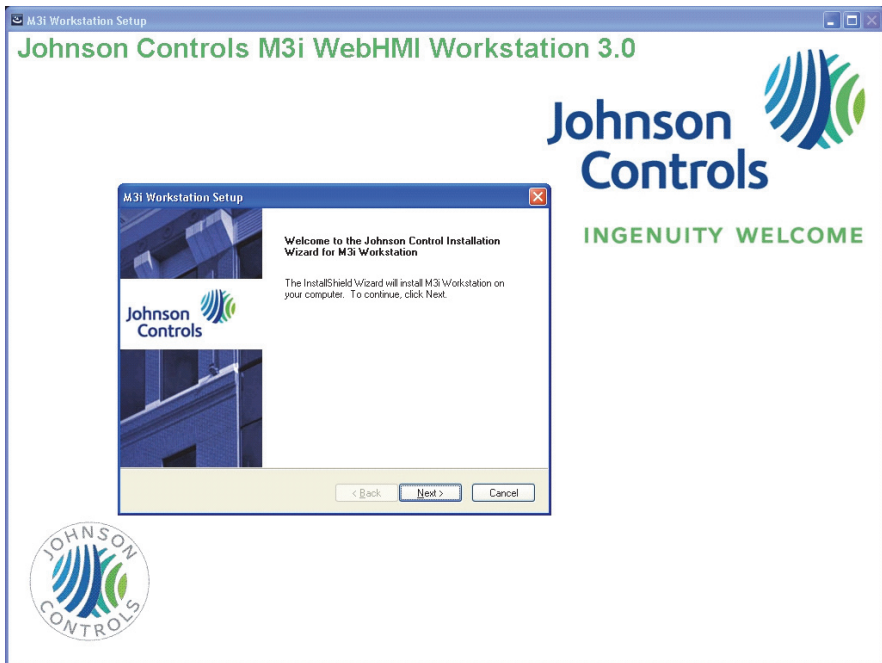 M3i Workstation Setup
Johnson Controls M3i WebHMI Workstation 3.0
Johnson
Controls
INGENUITY WELCOME
M3i Workstation Setup
Welcome to the Johnson Control Installation
Wizard for M3i Workstation
The InstallShield Wizard will install M3i Workstation on
your computer. To continue, click Next.
Johnson
Controls
< Back
Next >
Cancel
JOHNSON
CONTROLS